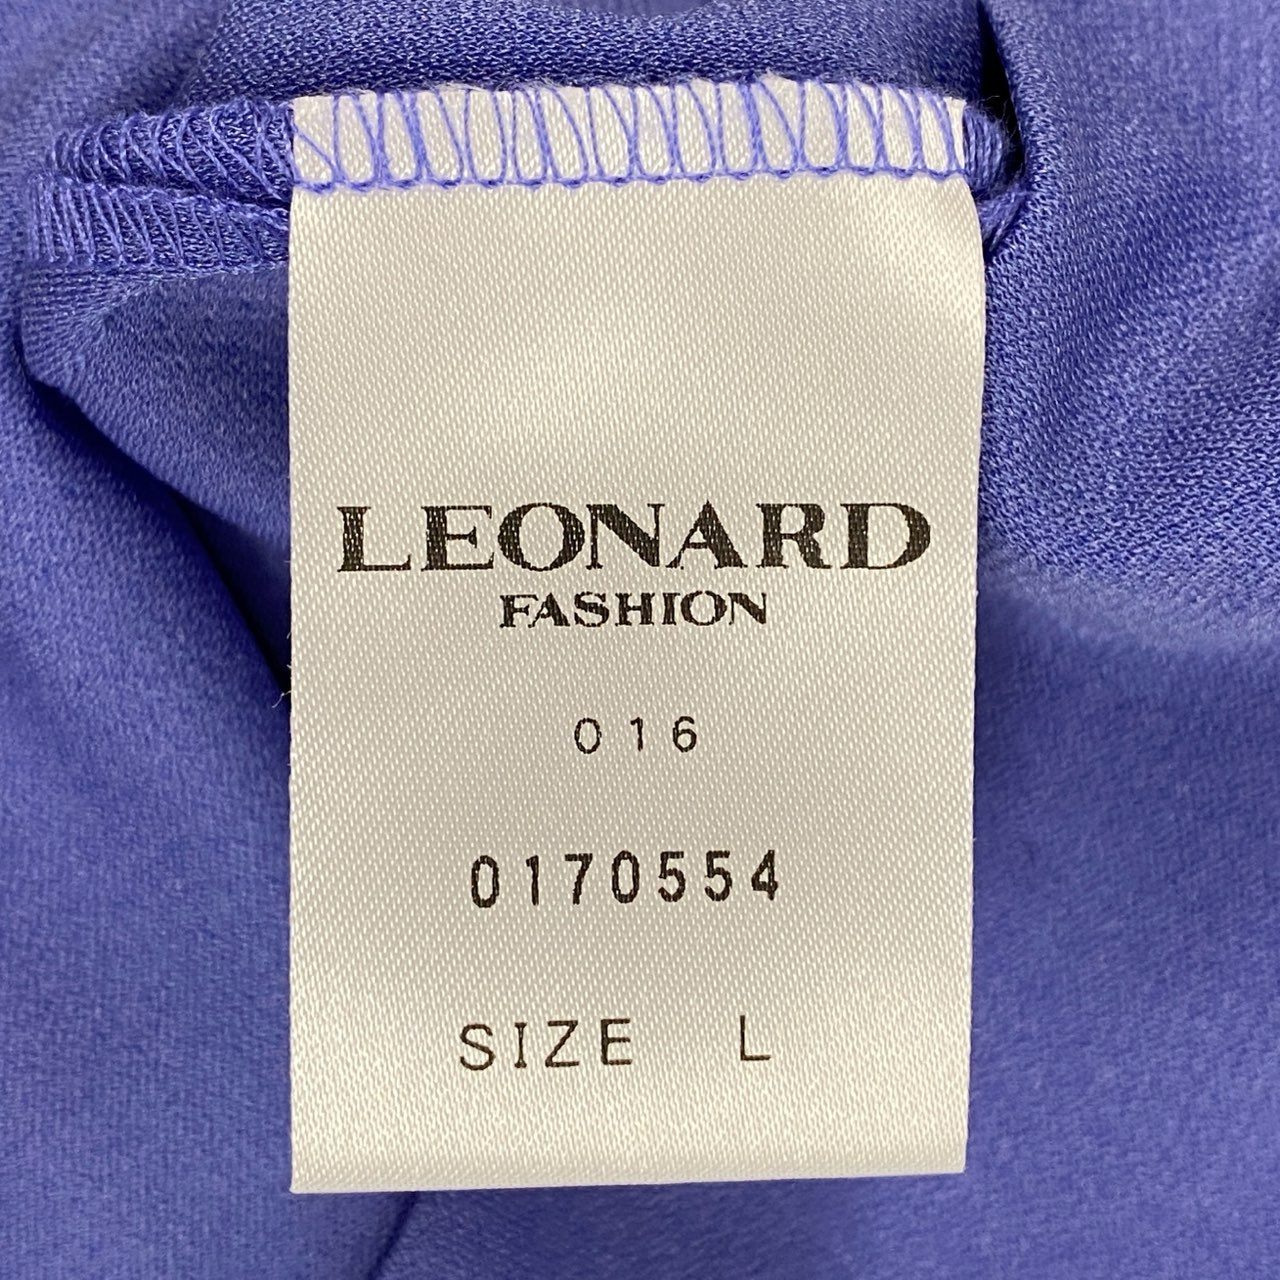 LEONARD
FASHION
016
0170554
SIZE L